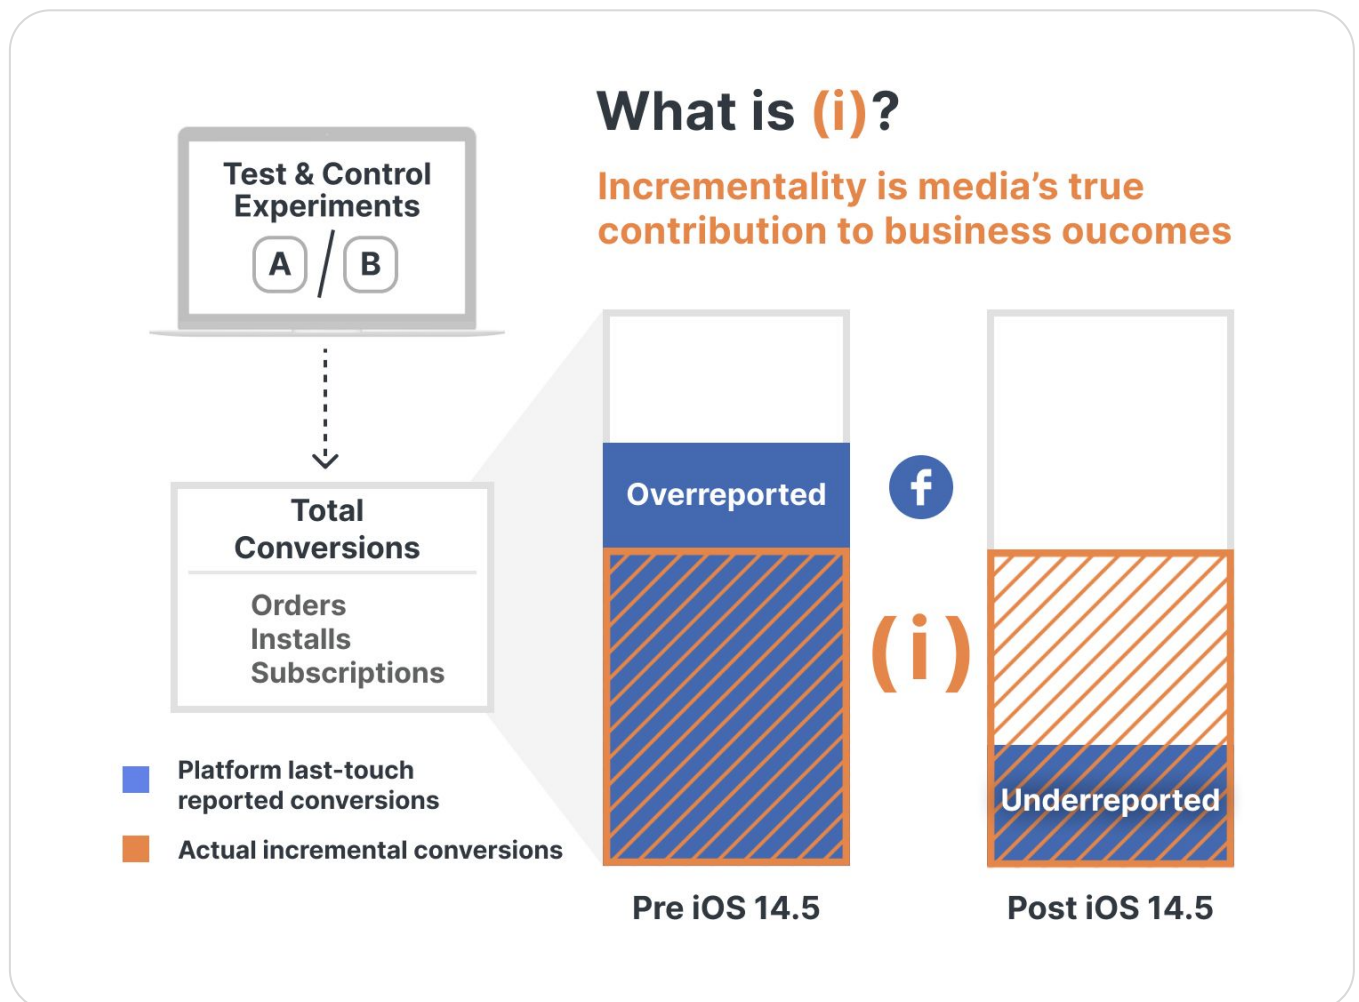 What is (i)?
Incrementality is media's true
contribution to business oucomes
Test & Control
Experiments
A / B
Total
Conversions
Orders
Installs
Subscriptions
Platform last-touch
reported conversions
Actual incremental conversions
Overreported
f
(i)
Underreported
Pre iOS 14.5
Post iOS 14.5